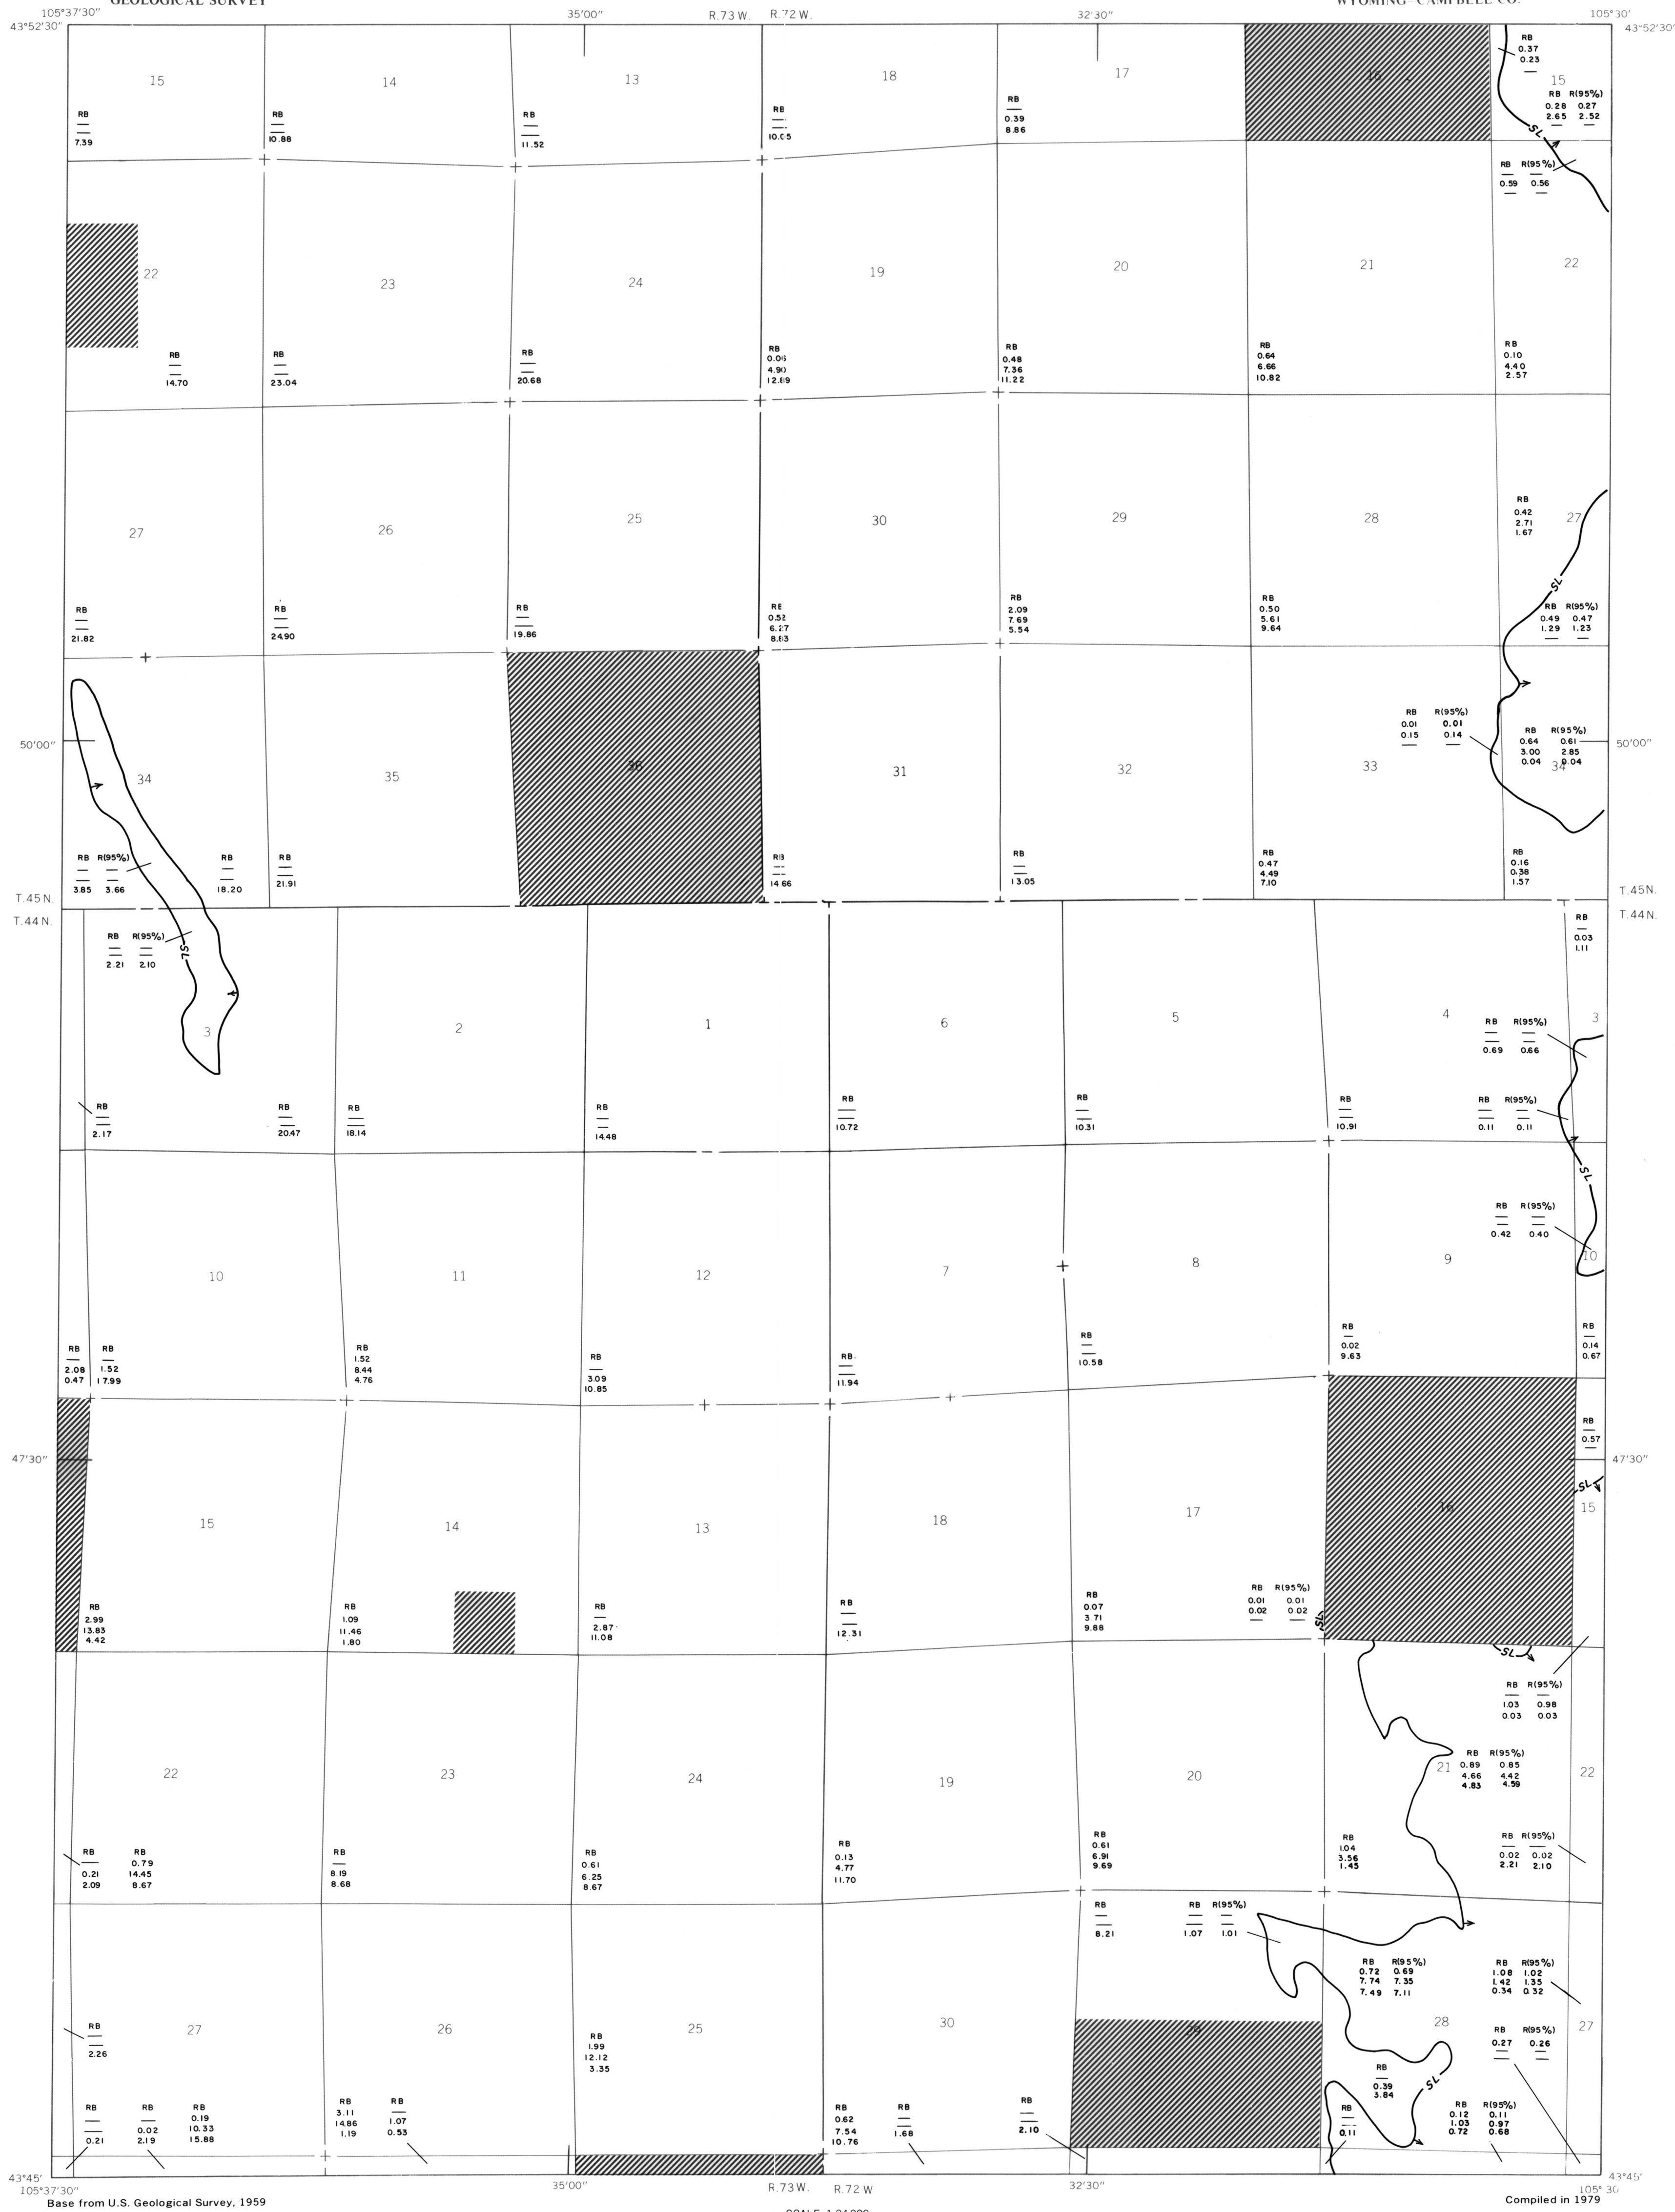 GEOLOGICAL SURVEY
WYOMING—CAMPBELL CO.
105°37'30" 35'00" R.73 W. R.72 W. 32'30" 105°30'
43°52'30" 43°52'30"
15 14 13 18 17 16 15
RB
0.37
0.23
—
RB R(95%)
0.28 0.27
2.65 2.52
— —
RB
—
—
7.39
RB
—
—
10.88
RB
—
—
11.52
RB
—
—
10.05
RB
—
0.39
8.86
SL
RB R(95%)
— —
0.59 0.56
— —
22 23 24 19 20 21 22
RB
—
—
14.70
RB
—
—
23.04
RB
—
—
20.68
RB
4.90
12.89
RB
0.48
7.36
11.22
RB
0.64
6.66
10.82
RB
0.10
4.40
2.57
27 26 25 30 29 28 27
RB
0.42
2.71
1.67
SL
RB
—
—
21.82
RB
—
—
24.90
RB
—
—
19.86
RB
0.52
6.27
8.83
RB
2.09
7.69
5.54
RB
0.50
5.61
9.64
RB R(95%)
0.49 0.47
1.29 1.23
— —
RB R(95%)
0.01 0.01
0.15 0.14
— —
RB R(95%)
0.64 0.61
3.00 2.85
0.04 0.04
50'00" 50'00"
34 35 36 31 32 33 34
RB R(95%)
— —
— —
3.85 3.66
RB
—
—
18.20
RB
—
—
21.91
RB
—
—
14.66
RB
—
—
13.05
RB
0.47
4.49
7.10
RB
0.16
0.38
1.57
T.45 N. T.45 N.
T.44 N. T.44 N.
RB R(95%)
— —
— —
2.21 2.10
SL
RB
—
0.03
1.11
3 2 1 6 5 4 3
RB R(95%)
— —
— —
0.69 0.66
RB
—
—
2.17
RB
—
—
20.47
RB
—
—
18.14
RB
—
—
14.48
RB
—
—
10.72
RB
—
—
10.31
RB
—
—
10.91
RB R(95%)
— —
— —
0.11 0.11
SL
RB R(95%)
— —
— —
0.42 0.40
10 11 12 7 8 9 10
RB
—
2.08
0.47
RB
—
1.52
17.99
RB
1.52
8.44
4.76
RB
—
3.09
10.85
RB
—
—
11.94
RB
—
—
10.58
RB
—
0.02
9.63
RB
—
0.14
0.67
RB
—
0.57
—
47'30" 47'30"
SL
15 14 13 18 17 16 15
RB
2.99
13.83
4.42
RB
1.09
11.46
1.80
RB
—
2.87
11.08
RB
—
—
12.31
RB
0.07
3.71
9.88
RB R(95%)
0.01 0.01
0.02 0.02
— —
SL
SL
RB R(95%)
— —
1.03 0.98
0.03 0.03
22 23 24 19 20 21 22
RB R(95%)
0.89 0.85
4.66 4.42
4.83 4.59
RB
—
0.21
2.09
RB
0.79
14.45
8.67
RB
—
8.19
8.68
RB
0.61
6.25
8.67
RB
0.13
4.77
11.70
RB
0.61
6.91
9.69
RB
1.04
3.56
1.45
RB R(95%)
— —
0.02 0.02
2.21 2.10
RB
—
—
8.21
RB R(95%)
— —
— —
1.07 1.01
RB R(95%)
0.72 0.69
7.74 7.35
7.49 7.11
RB R(95%)
1.08 1.02
1.42 1.35
0.34 0.32
27 26 25 30 29 28 27
RB
—
—
2.26
RB
1.99
12.12
3.35
RB R(95%)
0.27 0.26
— —
— —
RB
—
0.39
3.84
SL
RB
—
—
0.21
RB
—
0.02
2.19
RB
0.19
10.33
15.88
RB
3.11
14.86
1.19
RB
—
1.07
0.53
RB
0.62
7.54
10.76
RB
—
—
1.68
RB
—
—
2.10
RB
—
—
0.11
RB R(95%)
0.12 0.11
1.03 0.97
0.72 0.68
43°45' 43°45'
105°37'30" 35'00" R.73 W. R.72 W 32'30" 105°30
Base from U.S. Geological Survey, 1959
Compiled in 1979